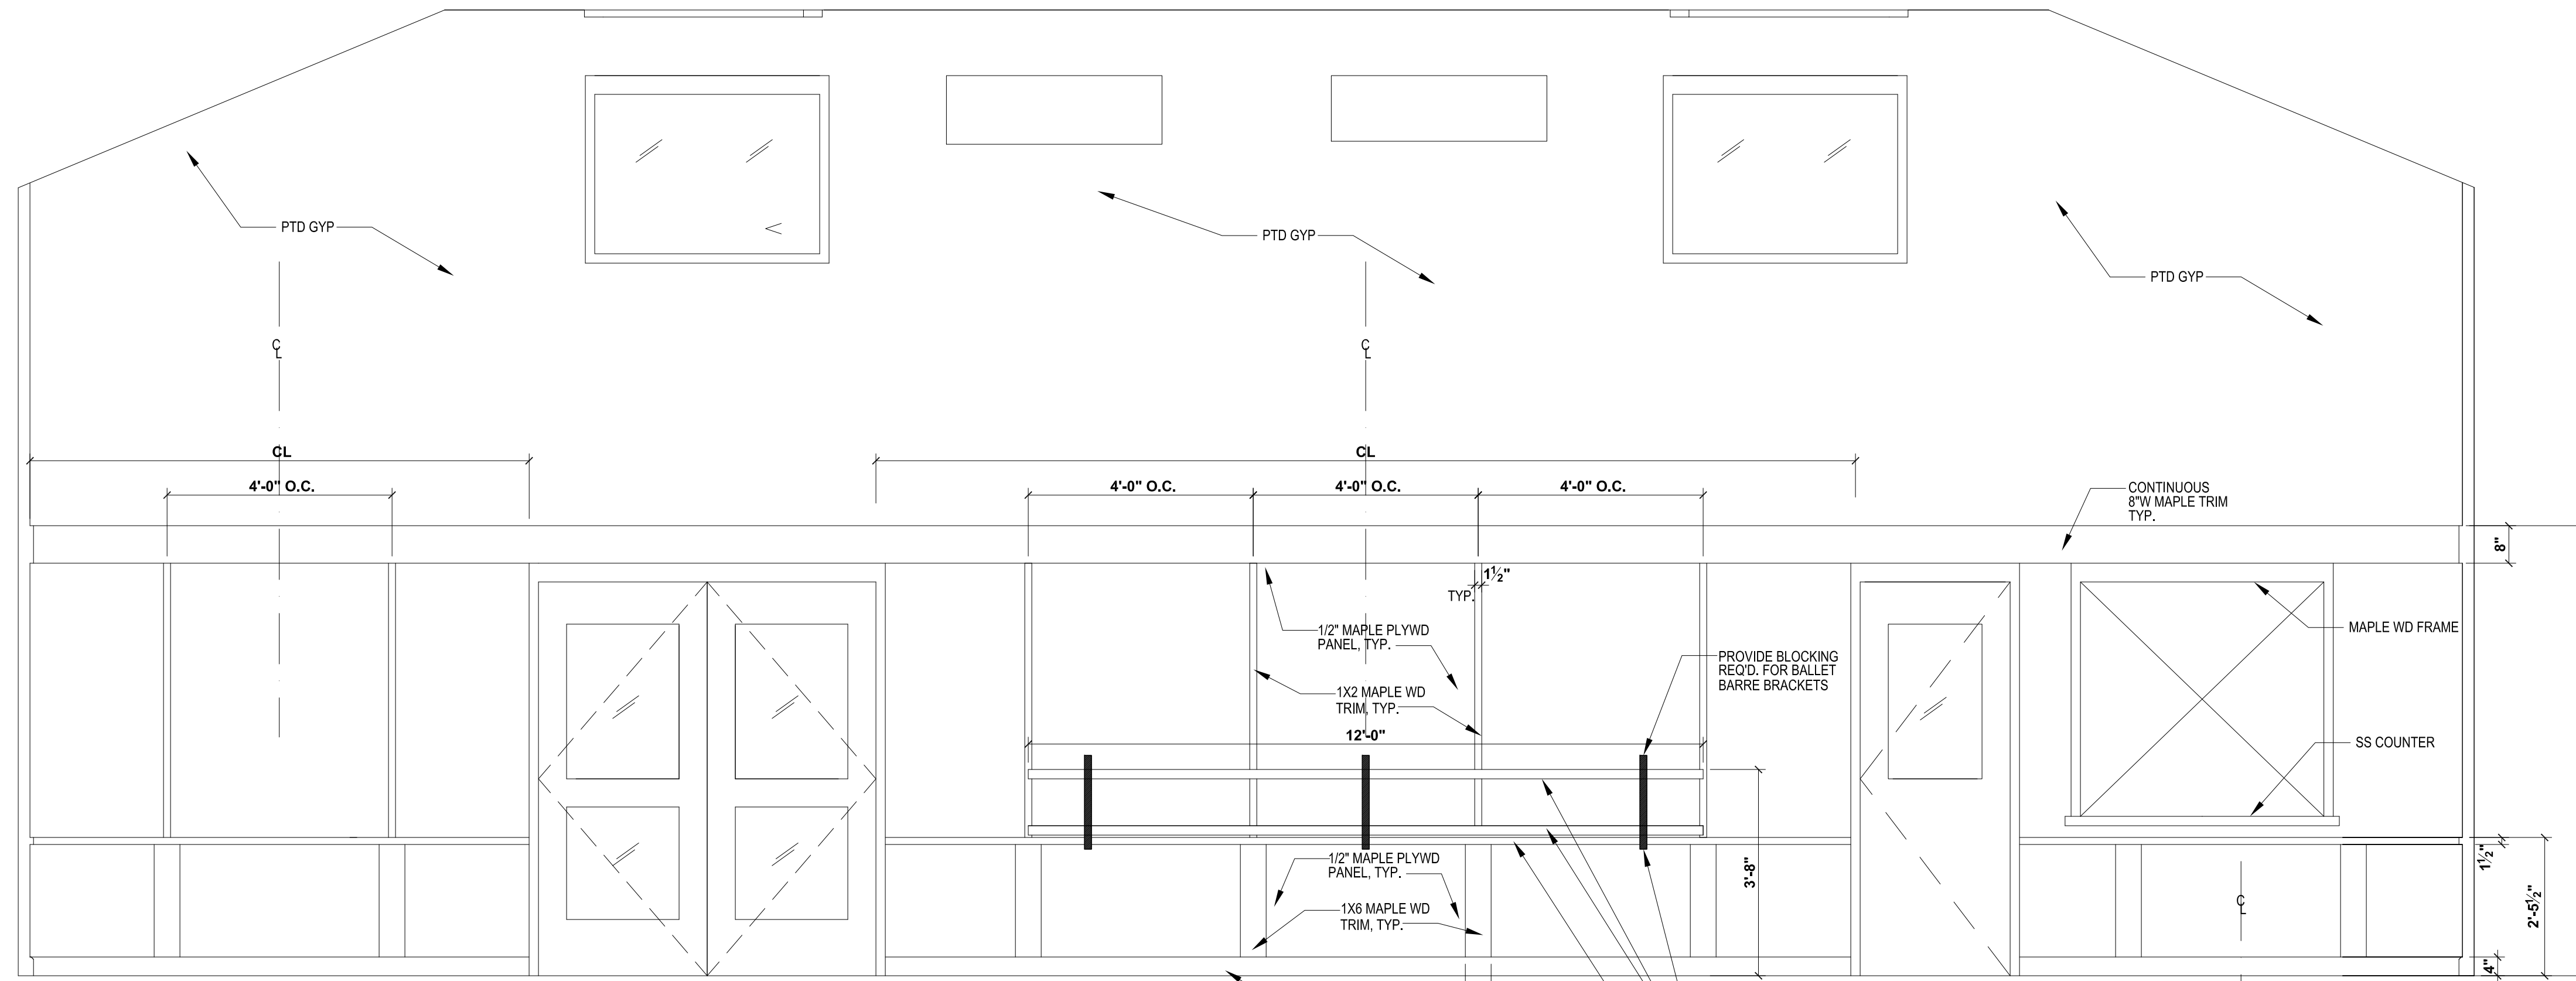 PTD GYP
PTD GYP
PTD GYP
CL
CL
CL
CL
4'-0" O.C.
4'-0" O.C.
4'-0" O.C.
4'-0" O.C.
CONTINUOUS
8"W MAPLE TRIM
TYP.
8"
1½"
TYP.
1/2" MAPLE PLYWD
PANEL, TYP.
MAPLE WD FRAME
PROVIDE BLOCKING
REQ'D. FOR BALLET
BARRE BRACKETS
1X2 MAPLE WD
TRIM, TYP.
12'-0"
SS COUNTER
1/2" MAPLE PLYWD
PANEL, TYP.
3'-8"
1½"
1X6 MAPLE WD
TRIM, TYP.
CL
2'-5½"
4"